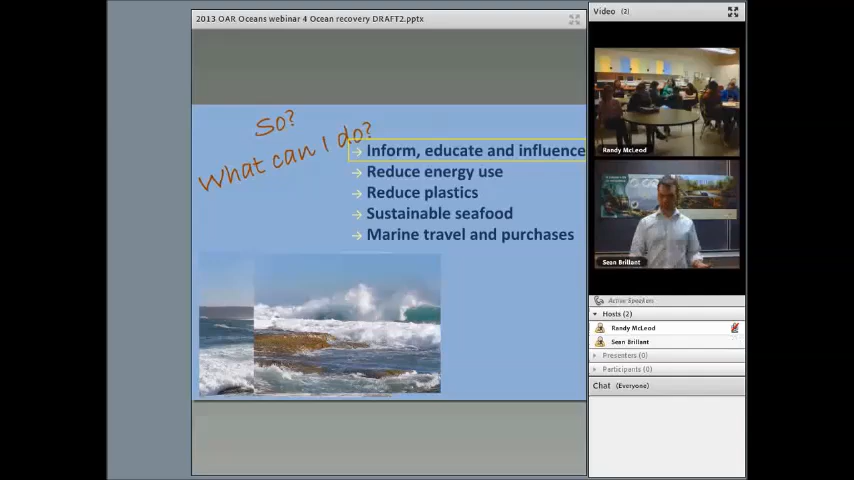 2013 OAR Oceans webinar 4 Ocean recovery DRAFT2.pptx
So?
What can I do?
→ Inform, educate and influence
→ Reduce energy use
→ Reduce plastics
→ Sustainable seafood
→ Marine travel and purchases
Video (2)
Randy McLeod
Sean Brillant
Active Speakers
Hosts (2)
Randy McLeod
Sean Brillant
Presenters (0)
Participants (0)
Chat (Everyone)